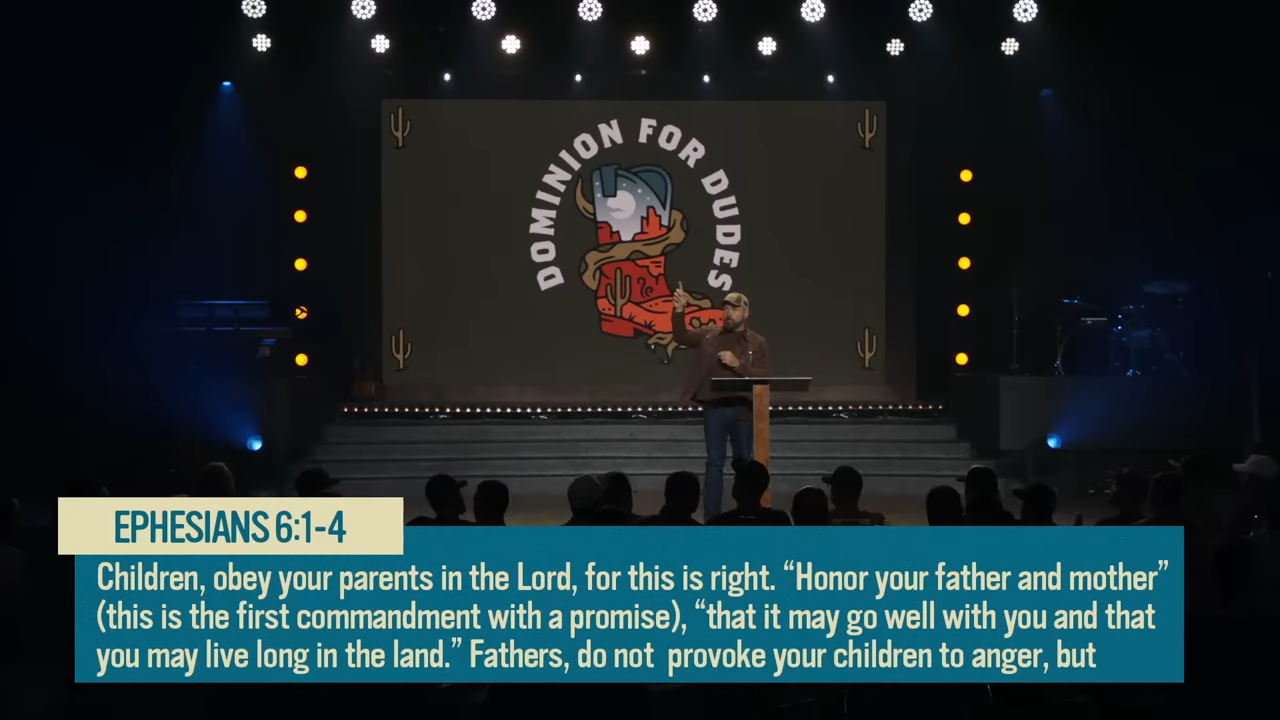 DOMINION FOR DUDES
EPHESIANS 6:1-4
Children, obey your parents in the Lord, for this is right. “Honor your father and mother”
(this is the first commandment with a promise), “that it may go well with you and that
you may live long in the land.” Fathers, do not provoke your children to anger, but